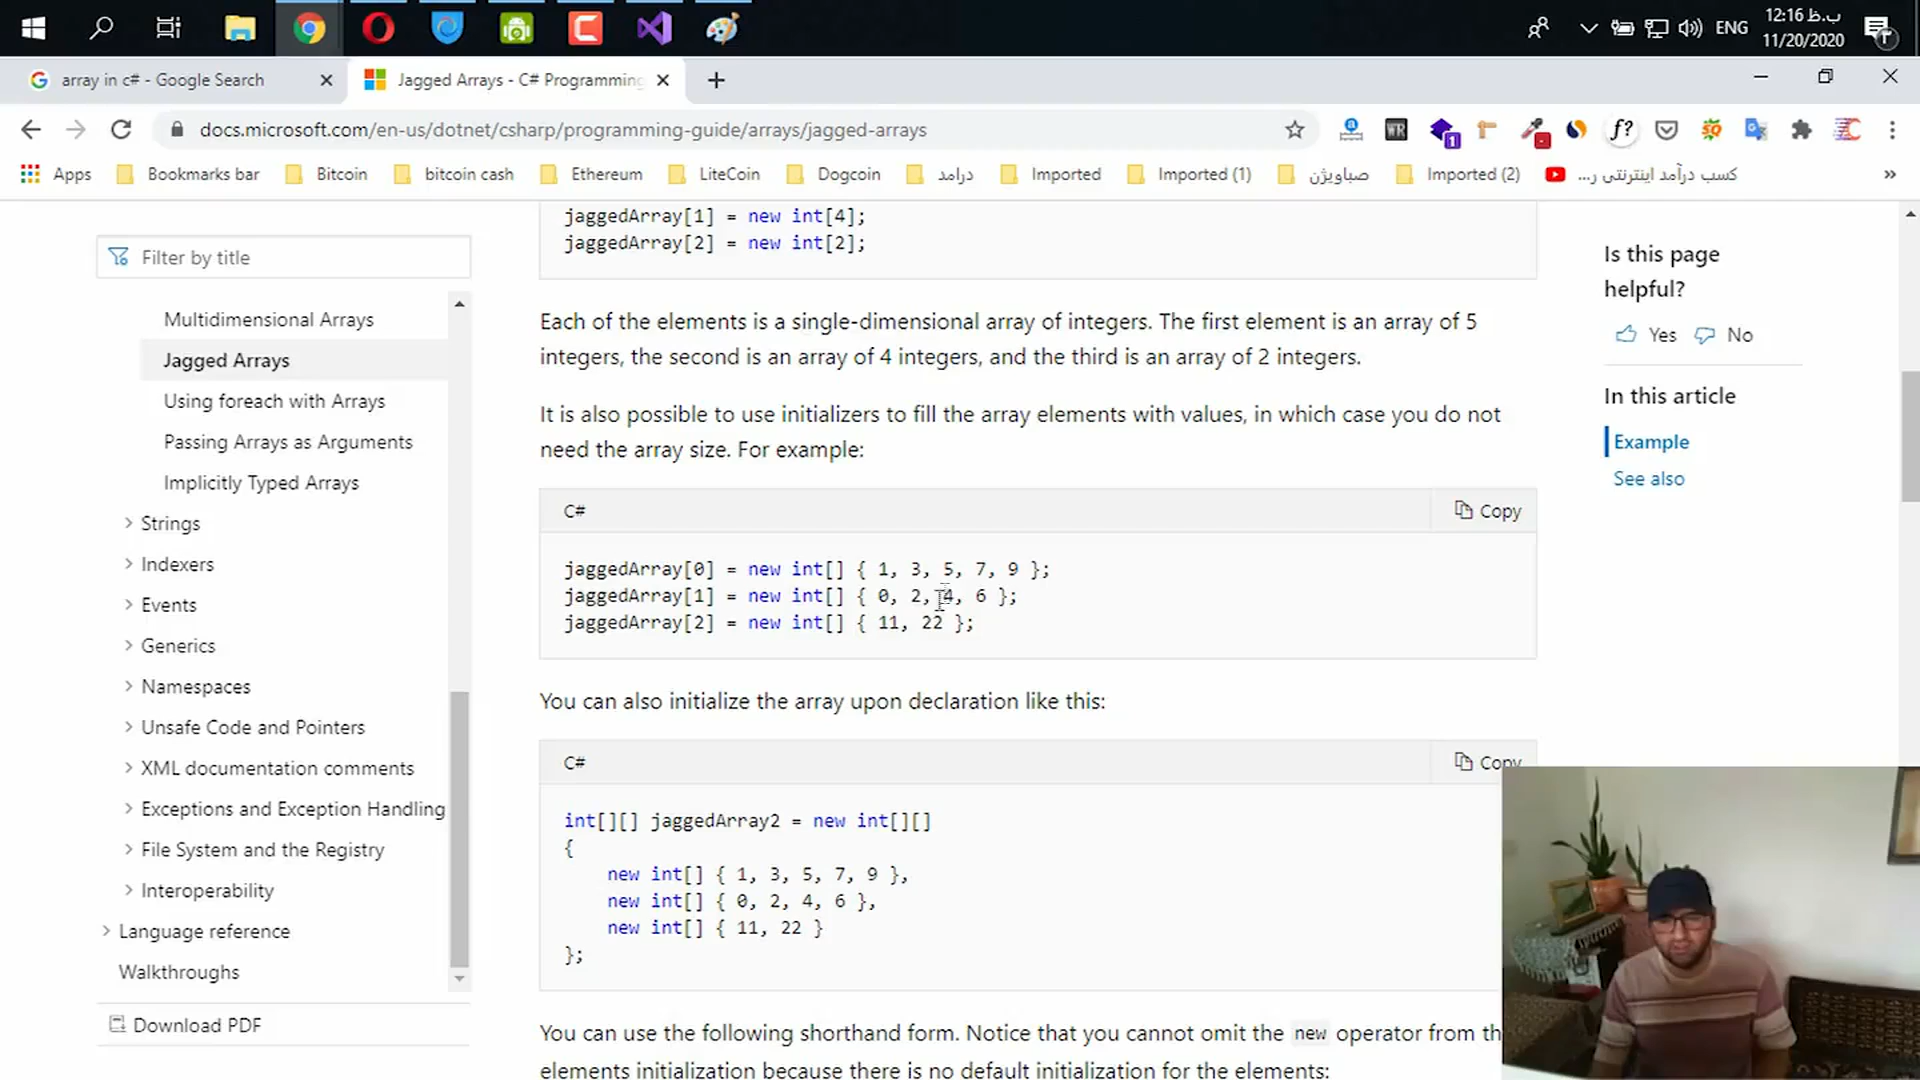 ENG
12:16 ب.ظ
11/20/2020
array in c# - Google Search
Jagged Arrays - C# Programming
docs.microsoft.com/en-us/dotnet/csharp/programming-guide/arrays/jagged-arrays
Apps
Bookmarks bar
Bitcoin
bitcoin cash
Ethereum
LiteCoin
Dogcoin
درامد
Imported
Imported (1)
صباویژن
Imported (2)
کسب درآمد اینترنتی ر...
»
Filter by title
Multidimensional Arrays
Jagged Arrays
Using foreach with Arrays
Passing Arrays as Arguments
Implicitly Typed Arrays
Strings
Indexers
Events
Generics
Namespaces
Unsafe Code and Pointers
XML documentation comments
Exceptions and Exception Handling
File System and the Registry
Interoperability
Language reference
Walkthroughs
Download PDF
jaggedArray[1] = new int[4];
jaggedArray[2] = new int[2];
Each of the elements is a single-dimensional array of integers. The first element is an array of 5
integers, the second is an array of 4 integers, and the third is an array of 2 integers.
It is also possible to use initializers to fill the array elements with values, in which case you do not
need the array size. For example:
C#
Copy
jaggedArray[0] = new int[] { 1, 3, 5, 7, 9 };
jaggedArray[1] = new int[] { 0, 2, 4, 6 };
jaggedArray[2] = new int[] { 11, 22 };
You can also initialize the array upon declaration like this:
C#
Copy
int[][] jaggedArray2 = new int[][]
{
new int[] { 1, 3, 5, 7, 9 },
new int[] { 0, 2, 4, 6 },
new int[] { 11, 22 }
};
You can use the following shorthand form. Notice that you cannot omit the new operator from th
elements initialization because there is no default initialization for the elements:
Is this page
helpful?
Yes
No
In this article
Example
See also